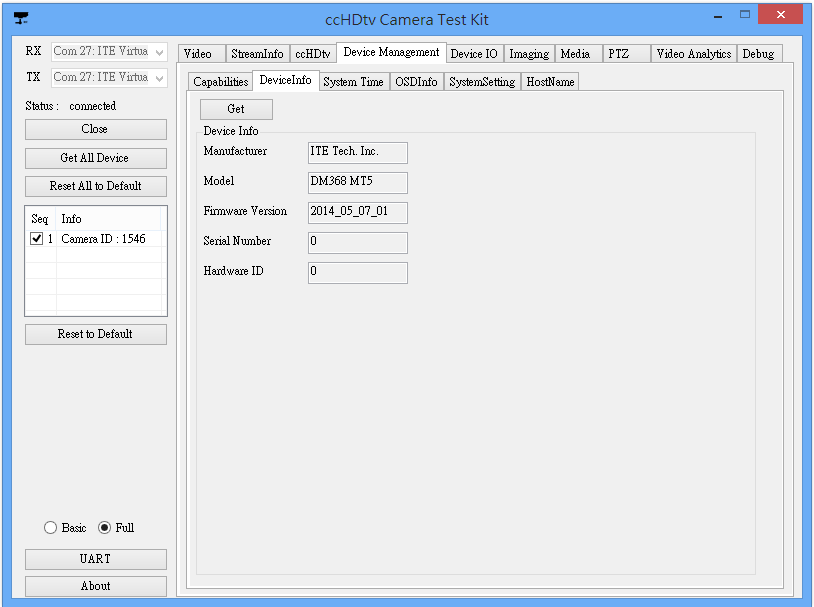 ccHDtv Camera Test Kit
RX Com 27: ITE Virtua
TX Com 27: ITE Virtua
Status : connected
Close
Get All Device
Reset All to Default
Seq Info
1 Camera ID : 1546
Reset to Default
Basic Full
UART
About
Video StreamInfo ccHDtv Device Management Device IO Imaging Media PTZ Video Analytics Debug
Capabilities DeviceInfo System Time OSDInfo SystemSetting HostName
Get
Device Info
Manufacturer ITE Tech. Inc.
Model DM368 MT5
Firmware Version 2014_05_07_01
Serial Number 0
Hardware ID 0